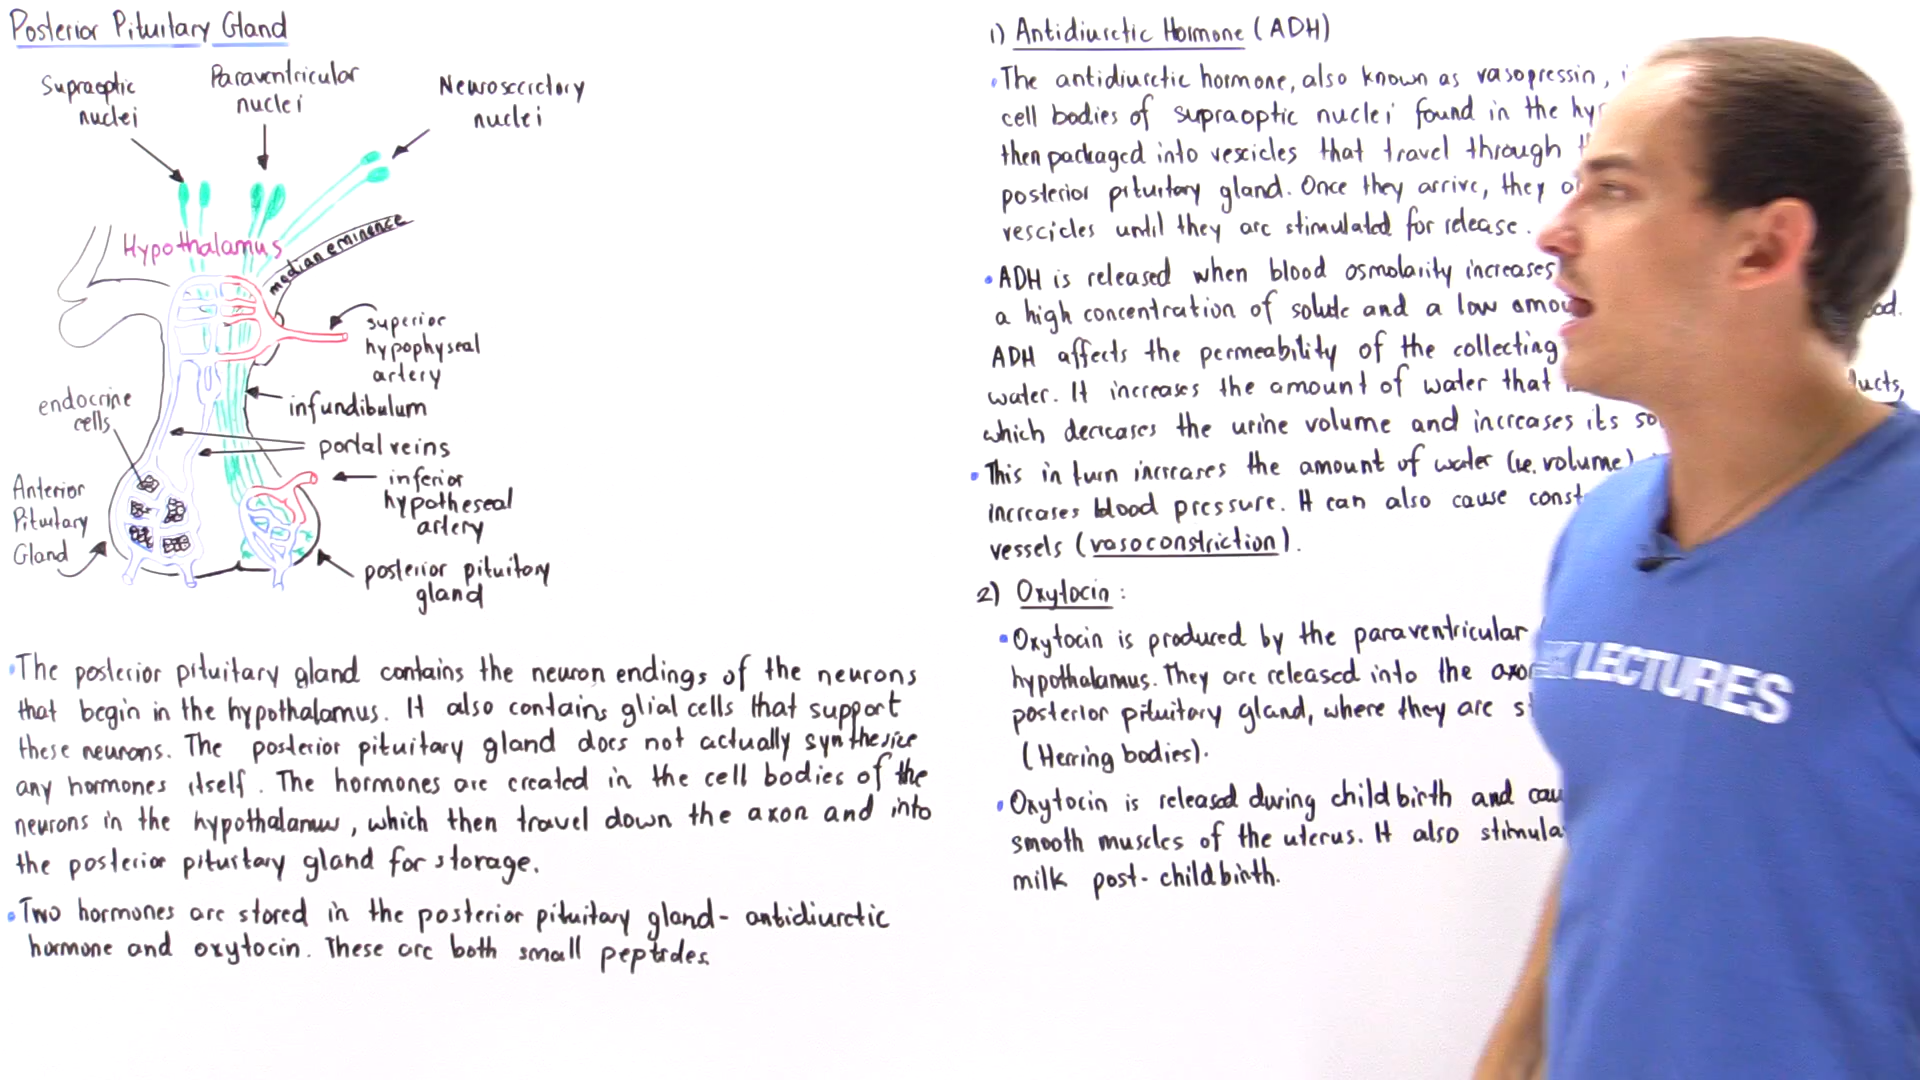 Posterior Pituitary Gland
Supraoptic
nuclei
Paraventricular
nuclei
Neurosecretory
nuclei
Hypothalamus
median eminence
superior
hypophyseal
artery
endocrine
cells
infundibulum
portal veins
inferior
hypotheseal
artery
Anterior
Pituitary
Gland
posterior pituitary
gland
•The posterior pituitary gland contains the neuron endings of the neurons
that begin in the hypothalamus. It also contains glial cells that support
these neurons. The posterior pituitary gland does not actually synthesize
any hormones itself. The hormones are created in the cell bodies of the
neurons in the hypothalamus, which then travel down the axon and into
the posterior pituitary gland for storage.
•Two hormones are stored in the posterior pituitary gland - antidiuretic
hormone and oxytocin. These are both small peptides.
1) Antidiuretic Hormone (ADH)
•The antidiuretic hormone, also known as vasopressin,
cell bodies of supraoptic nuclei found in the
then packaged into vescicles that travel through
posterior pituitary gland. Once they arrive, they
vescicles until they are stimulated for release.
•ADH is released when blood osmolarity increases
a high concentration of solute and a low
ADH affects the permeability of the collecting
water. It increases the amount of water that
which decreases the urine volume and increases its
•This in turn increases the amount of water (i.e. volume)
increases blood pressure. It can also cause
vessels (vasoconstriction).
2) Oxytocin:
•Oxytocin is produced by the paraventricular
hypothalamus. They are released into the
posterior pituitary gland, where they are
(Herring bodies).
•Oxytocin is released during childbirth and
smooth muscles of the uterus. It also
milk post-childbirth.
LECTURES